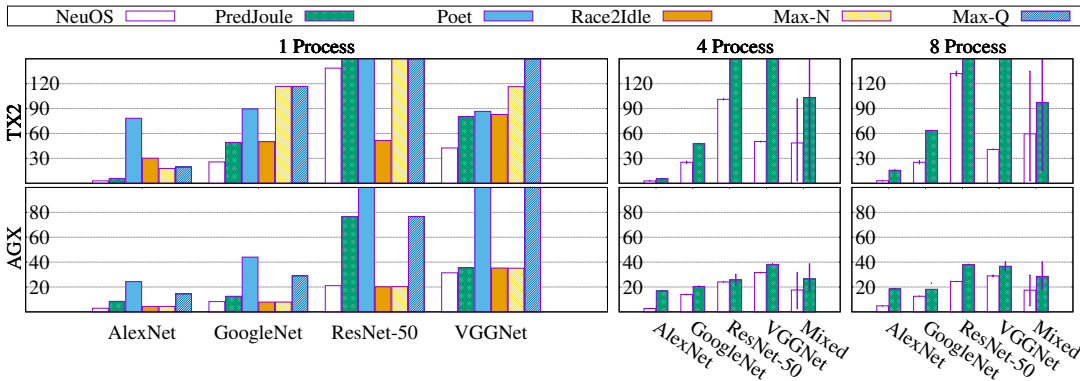 NeuOS PredJoule Poet Race2Idle Max-N Max-Q
1 Process 4 Process 8 Process
TX2
120 120 120
90 90 90
60 60 60
30 30 30
AGX
80 80 80
60 60 60
40 40 40
20 20 20
AlexNet GoogleNet ResNet-50 VGGNet
AlexNet GoogleNet ResNet-50 VGGNet Mixed
AlexNet GoogleNet ResNet-50 VGGNet Mixed